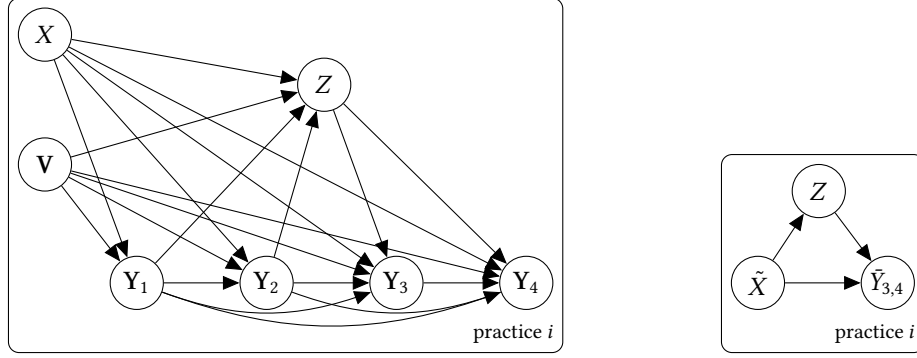 X
Z
V
Y₁
Y₂
Y₃
Y₄
practice i
Z
X̃
Ȳ₃,₄
practice i